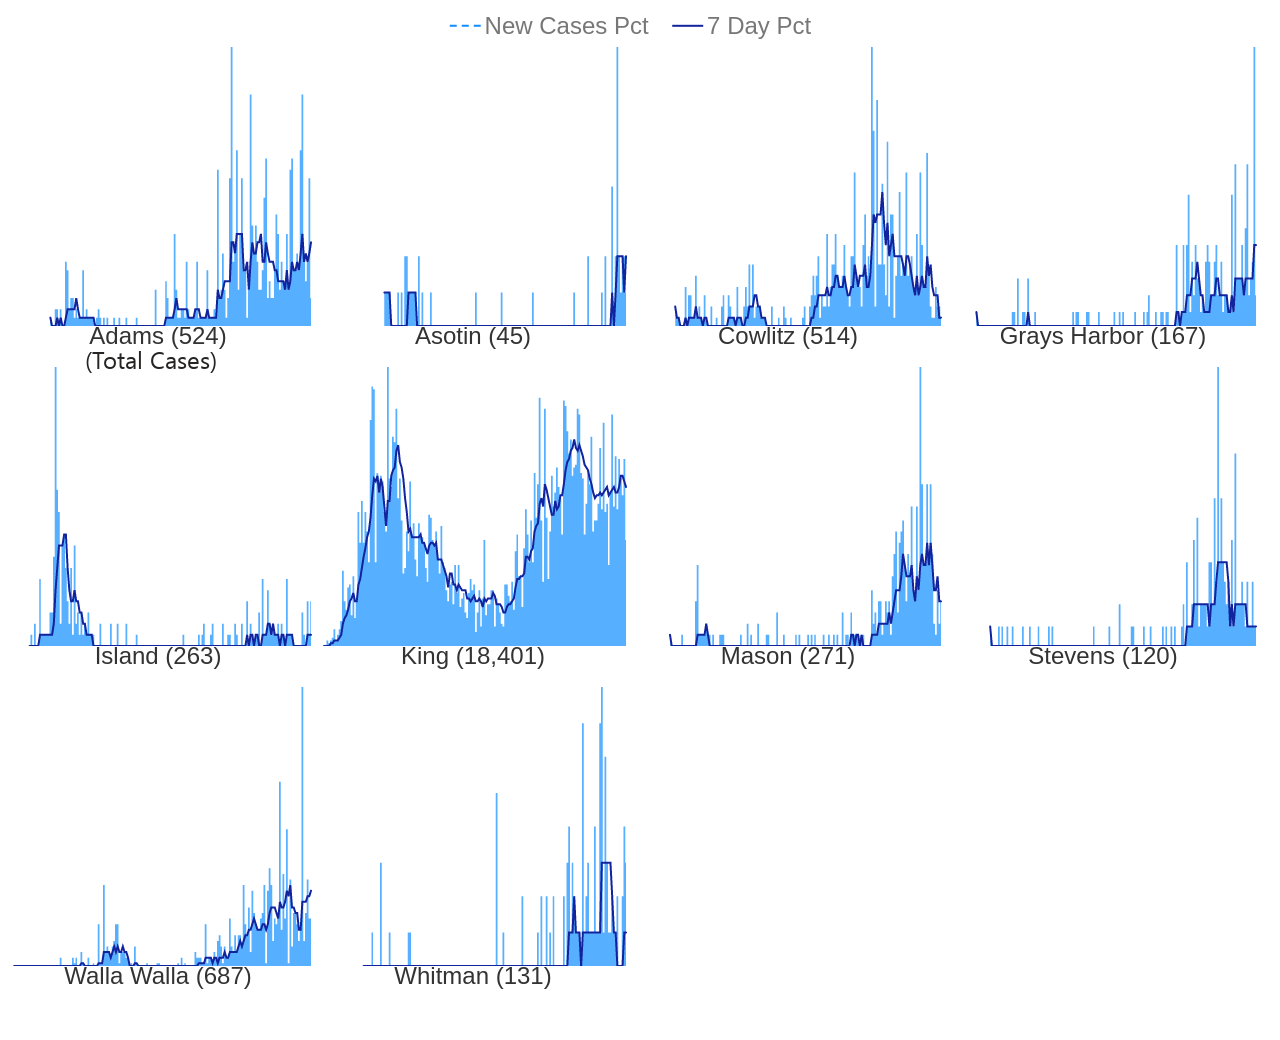 New Cases Pct 7 Day Pct
Adams (524) Asotin (45) Cowlitz (514) Grays Harbor (167)
(Total Cases)
Island (263) King (18,401) Mason (271) Stevens (120)
Walla Walla (687) Whitman (131)